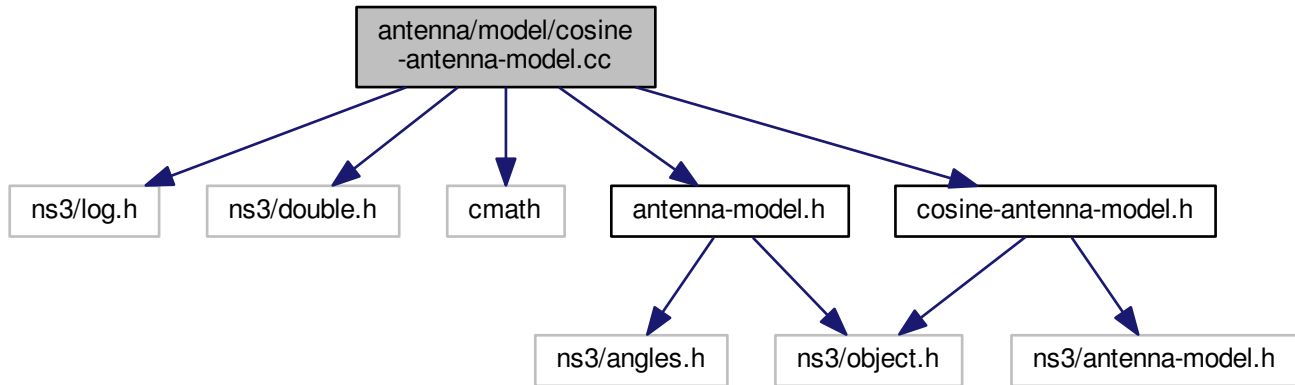 antenna/model/cosine
-antenna-model.cc
ns3/log.h
ns3/double.h
cmath
antenna-model.h
cosine-antenna-model.h
ns3/angles.h
ns3/object.h
ns3/antenna-model.h